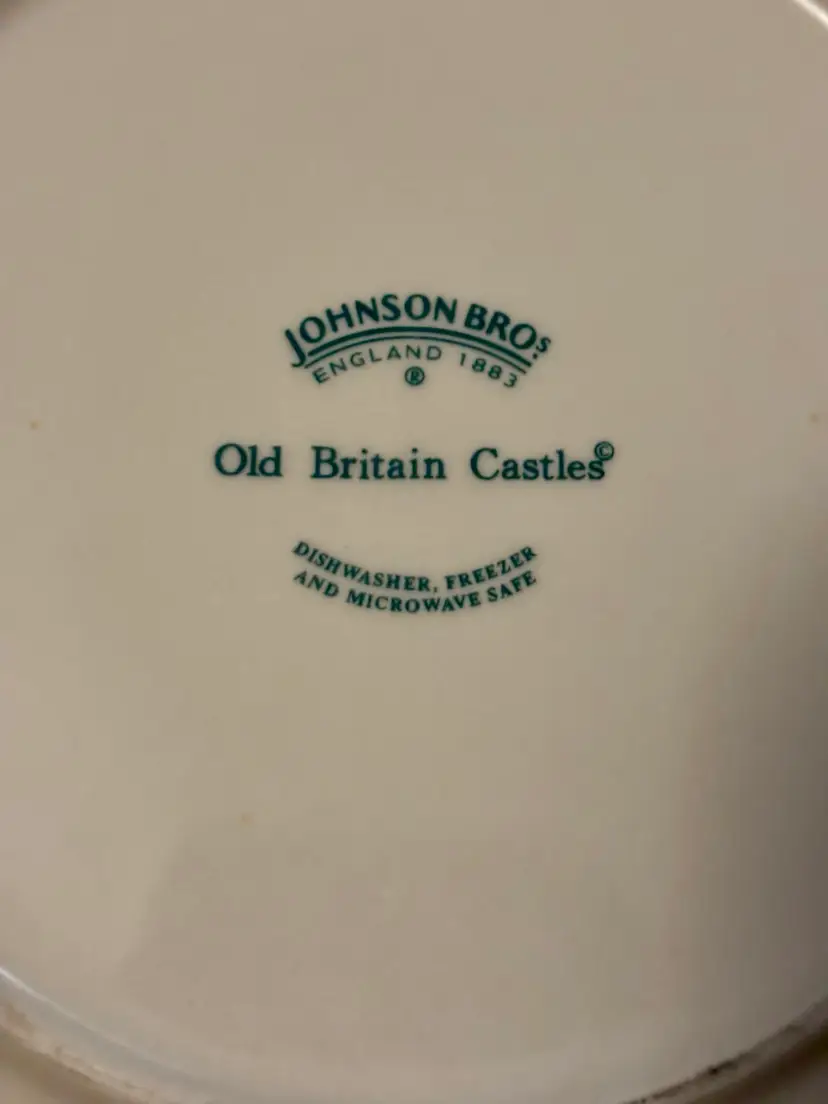 JOHNSON BROS
ENGLAND 1883
®
Old Britain Castles©
DISHWASHER, FREEZER
AND MICROWAVE SAFE